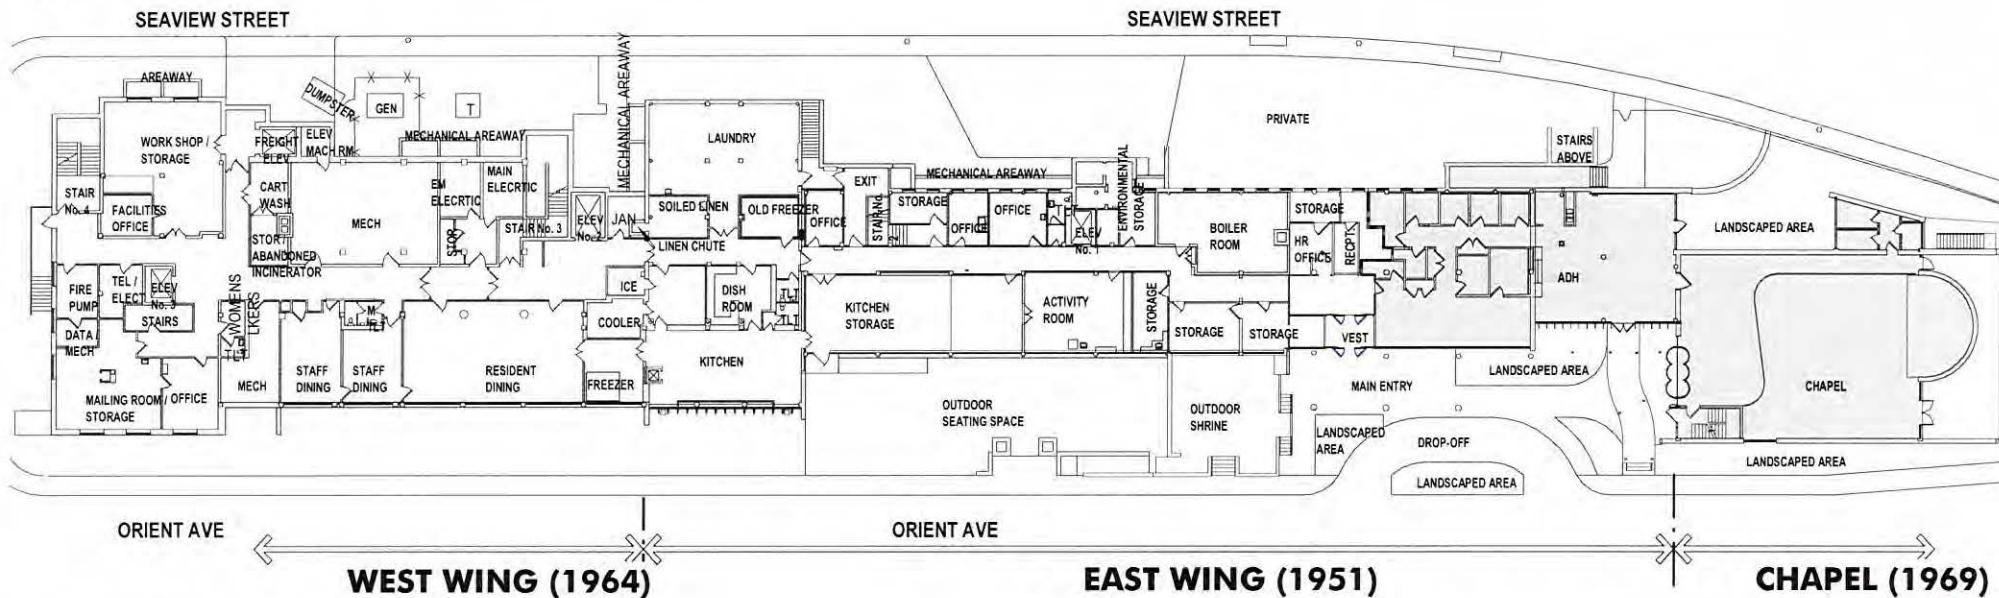 SEAVIEW STREET
SEAVIEW STREET
AREAWAY
DUMPSTER
GEN
T
MECHANICAL AREAWAY
MECHANICAL AREAWAY
WORK SHOP /
STORAGE
FREIGHT
ELEV
ELEV
MACH RM
LAUNDRY
PRIVATE
STAIRS
ABOVE
STAIR
No. 4
FACILITIES
OFFICE
CART
WASH
MECH
EM
ELECRTIC
MAIN
ELECRTIC
STOR
STAIR No. 3
ELEV
No. 2
JAN
SOILED LINEN
OLD FREEZER
LINEN CHUTE
OFFICE
EXIT
STAIR No.
MECHANICAL AREAWAY
STORAGE
OFFICE
OFFICE
ELEV
No. 1
ENVIRONMENTAL
STORAGE
BOILER
ROOM
STORAGE
HR
OFFICE
RECPT
ADH
LANDSCAPED AREA
STOR
ABANDONED
INCINERATOR
FIRE
PUMP
TEL /
ELECT
ELEV
No. 3
STAIRS
WOMENS
LKERS
DATA /
MECH
MAILING ROOM /
STORAGE
OFFICE
MECH
STAFF
DINING
M
TLT
STAFF
DINING
RESIDENT
DINING
ICE
COOLER
FREEZER
DISH
ROOM
TLT
TLT
KITCHEN
KITCHEN
STORAGE
ACTIVITY
ROOM
STORAGE
STORAGE
STORAGE
VEST
MAIN ENTRY
LANDSCAPED AREA
CHAPEL
OUTDOOR
SEATING SPACE
OUTDOOR
SHRINE
LANDSCAPED
AREA
DROP-OFF
LANDSCAPED AREA
LANDSCAPED AREA
ORIENT AVE
ORIENT AVE
WEST WING (1964)
EAST WING (1951)
CHAPEL (1969)